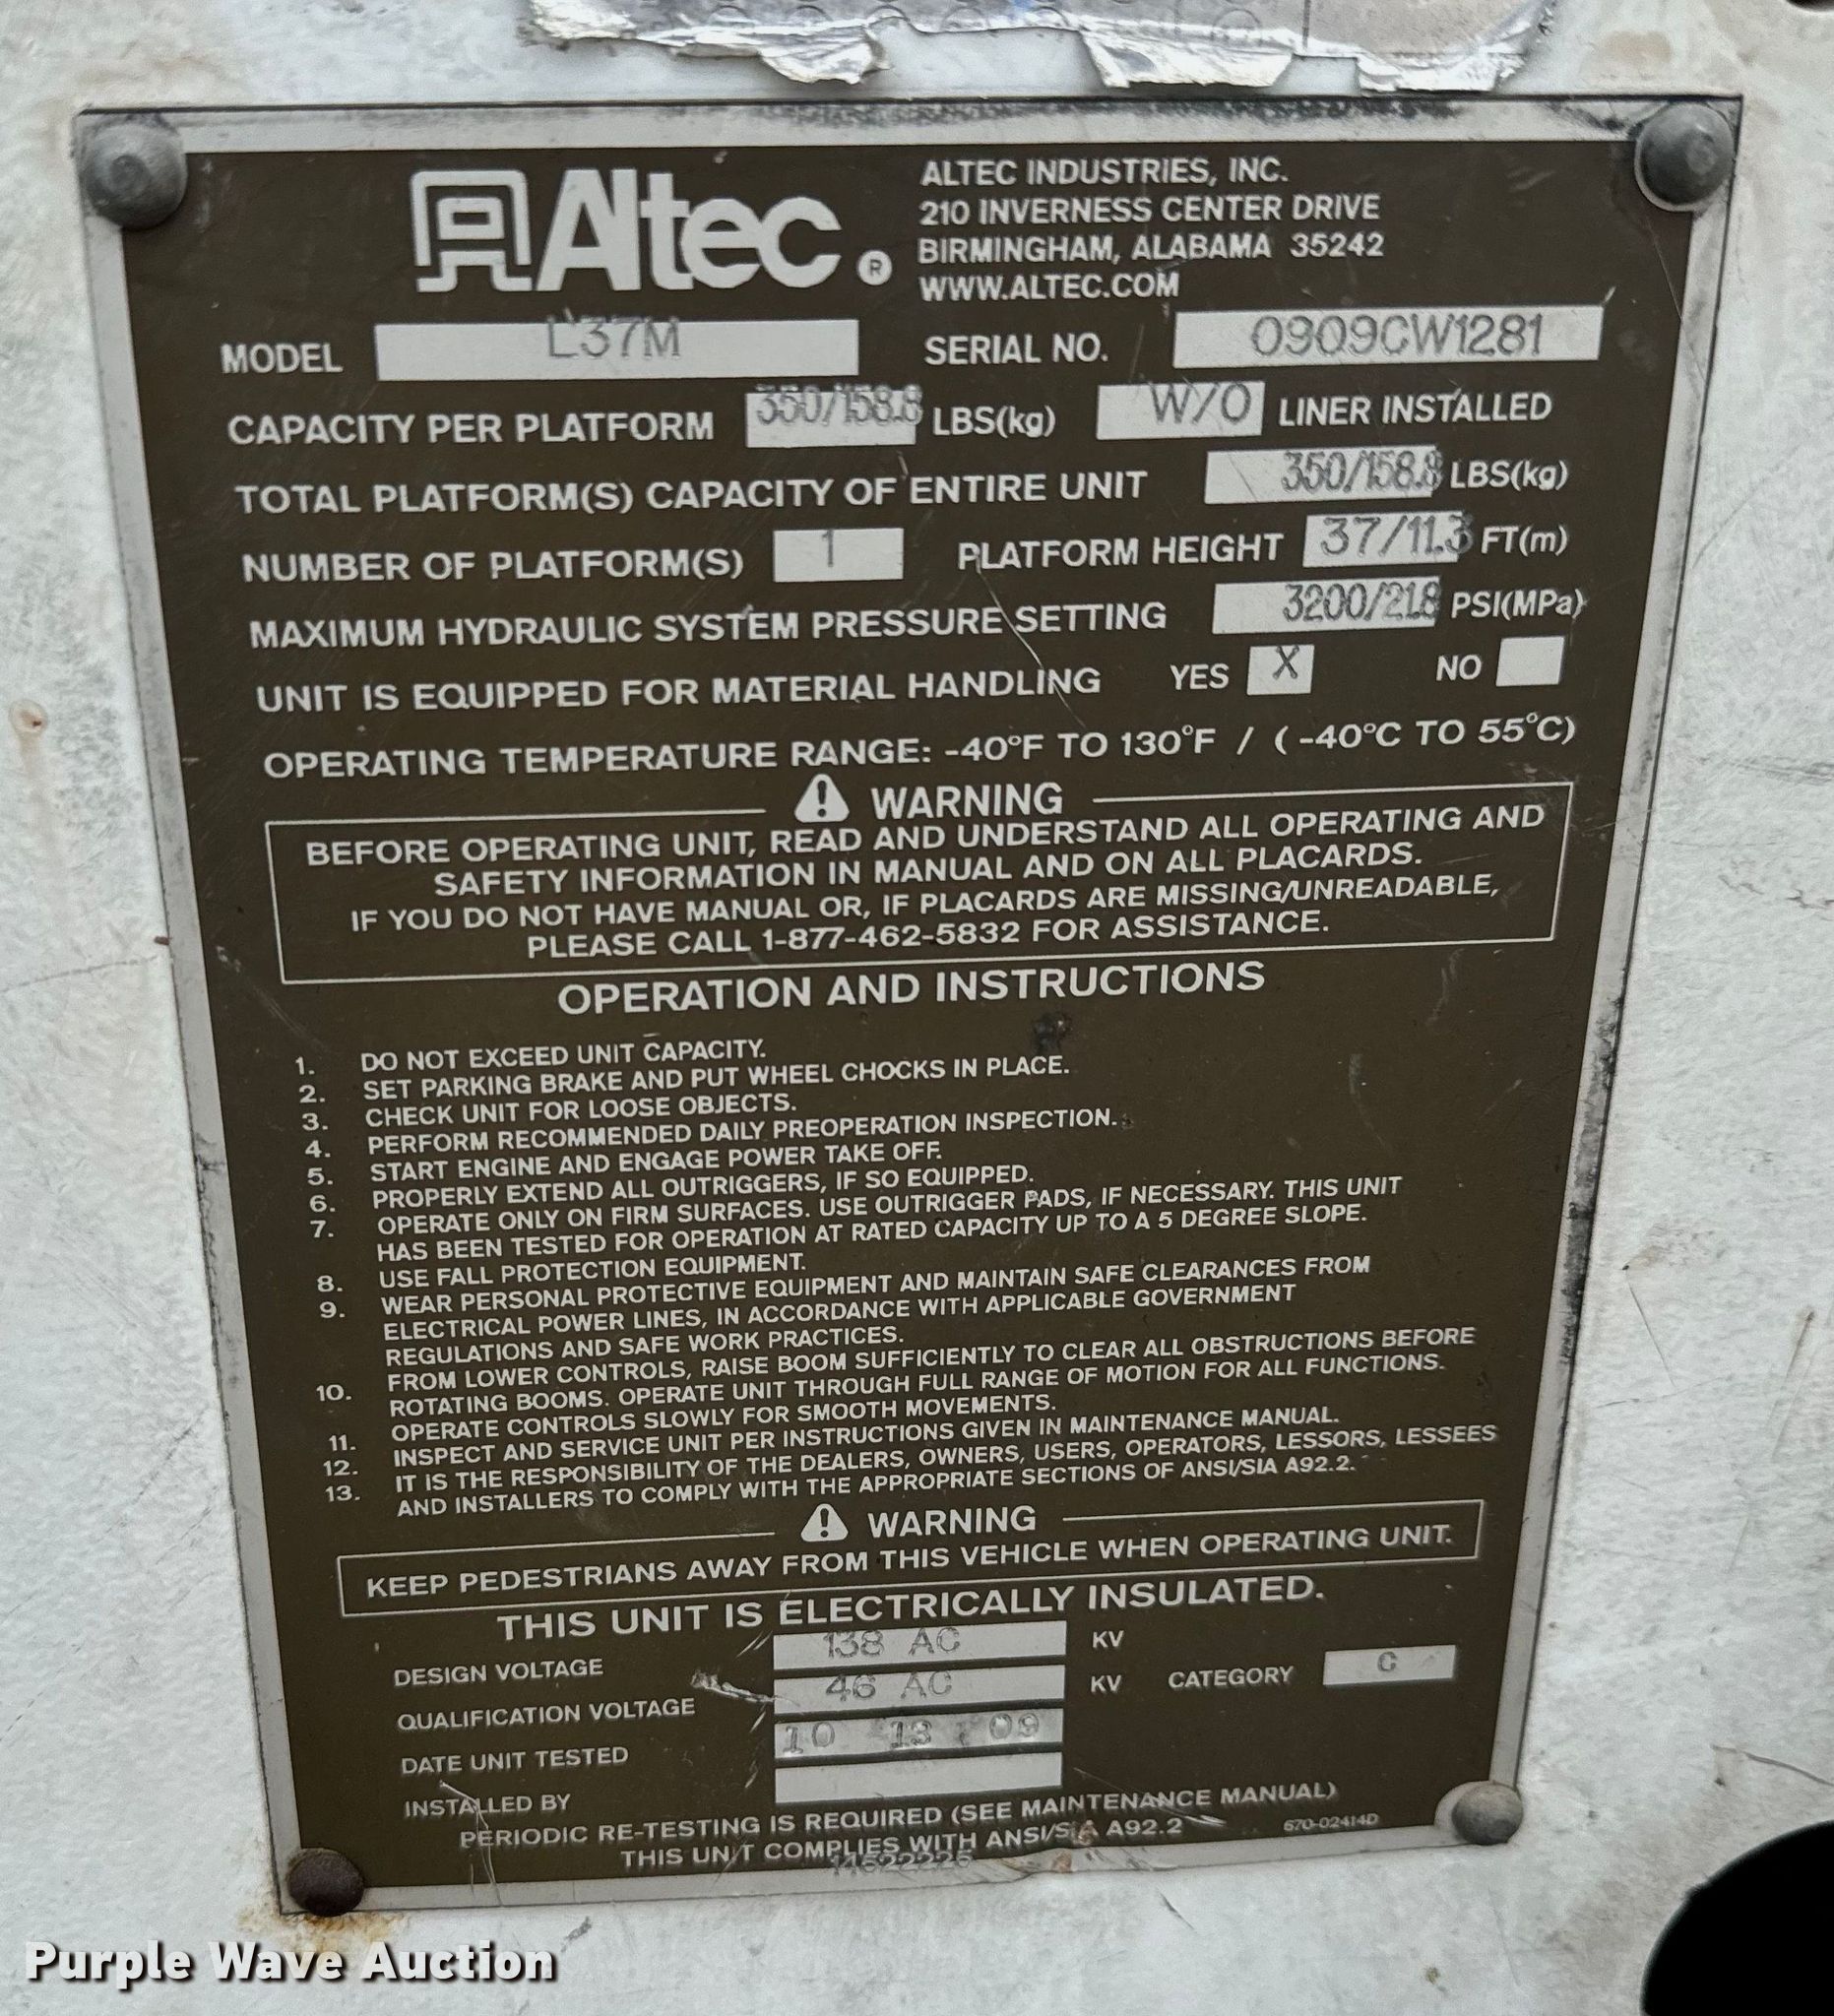 Altec®
ALTEC INDUSTRIES, INC.
210 INVERNESS CENTER DRIVE
BIRMINGHAM, ALABAMA 35242
WWW.ALTEC.COM
MODEL L37M SERIAL NO. 0909CW1281
CAPACITY PER PLATFORM 350/158.8 LBS(kg) W/O LINER INSTALLED
TOTAL PLATFORM(S) CAPACITY OF ENTIRE UNIT 350/158.8 LBS(kg)
NUMBER OF PLATFORM(S) 1 PLATFORM HEIGHT 37/11.3 FT(m)
MAXIMUM HYDRAULIC SYSTEM PRESSURE SETTING 3200/21.8 PSI(MPa)
UNIT IS EQUIPPED FOR MATERIAL HANDLING YES X NO
OPERATING TEMPERATURE RANGE: -40°F TO 130°F / ( -40°C TO 55°C)
WARNING
BEFORE OPERATING UNIT, READ AND UNDERSTAND ALL OPERATING AND
SAFETY INFORMATION IN MANUAL AND ON ALL PLACARDS.
IF YOU DO NOT HAVE MANUAL OR, IF PLACARDS ARE MISSING/UNREADABLE,
PLEASE CALL 1-877-462-5832 FOR ASSISTANCE.
OPERATION AND INSTRUCTIONS
1. DO NOT EXCEED UNIT CAPACITY.
2. SET PARKING BRAKE AND PUT WHEEL CHOCKS IN PLACE.
3. CHECK UNIT FOR LOOSE OBJECTS.
4. PERFORM RECOMMENDED DAILY PREOPERATION INSPECTION.
5. START ENGINE AND ENGAGE POWER TAKE OFF.
6. PROPERLY EXTEND ALL OUTRIGGERS, IF SO EQUIPPED.
7. OPERATE ONLY ON FIRM SURFACES. USE OUTRIGGER PADS, IF NECESSARY. THIS UNIT
HAS BEEN TESTED FOR OPERATION AT RATED CAPACITY UP TO A 5 DEGREE SLOPE.
8. USE FALL PROTECTION EQUIPMENT.
9. WEAR PERSONAL PROTECTIVE EQUIPMENT AND MAINTAIN SAFE CLEARANCES FROM
ELECTRICAL POWER LINES, IN ACCORDANCE WITH APPLICABLE GOVERNMENT
REGULATIONS AND SAFE WORK PRACTICES.
10. FROM LOWER CONTROLS, RAISE BOOM SUFFICIENTLY TO CLEAR ALL OBSTRUCTIONS BEFORE
ROTATING BOOMS. OPERATE UNIT THROUGH FULL RANGE OF MOTION FOR ALL FUNCTIONS.
11. OPERATE CONTROLS SLOWLY FOR SMOOTH MOVEMENTS.
12. INSPECT AND SERVICE UNIT PER INSTRUCTIONS GIVEN IN MAINTENANCE MANUAL.
13. IT IS THE RESPONSIBILITY OF THE DEALERS, OWNERS, USERS, OPERATORS, LESSORS, LESSEES
AND INSTALLERS TO COMPLY WITH THE APPROPRIATE SECTIONS OF ANSI/SIA A92.2.
WARNING
KEEP PEDESTRIANS AWAY FROM THIS VEHICLE WHEN OPERATING UNIT.
THIS UNIT IS ELECTRICALLY INSULATED.
DESIGN VOLTAGE 138 AC KV
QUALIFICATION VOLTAGE 46 AC KV CATEGORY C
DATE UNIT TESTED 10 13 09
INSTALLED BY
PERIODIC RE-TESTING IS REQUIRED (SEE MAINTENANCE MANUAL)
THIS UNIT COMPLIES WITH ANSI/SIA A92.2 670-02414D
Purple Wave Auction